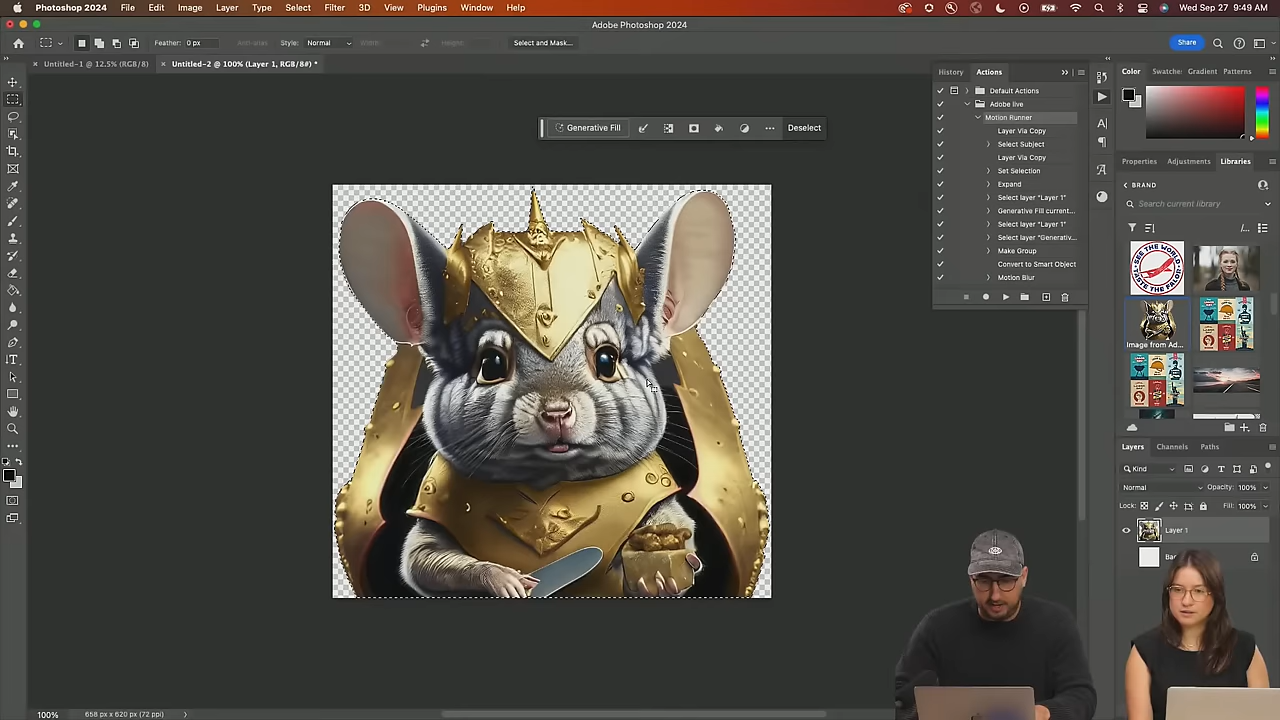 Photoshop 2024 File Edit Image Layer Type Select Filter 3D View Plugins Window Help Wed Sep 27 9:49 AM
Adobe Photoshop 2024
Feather: 0 px Anti-alias Style: Normal Width: Height: Select and Mask... Share
Untitled-1 @ 12.5% (RGB/8) Untitled-2 @ 100% (Layer 1, RGB/8#) *
History Actions
Default Actions
Adobe live
Motion Runner
Layer Via Copy
Select Subject
Layer Via Copy
Set Selection
Expand
Select layer "Layer 1"
Generative Fill current...
Select layer "Layer 1"
Select layer "Generativ...
Make Group
Convert to Smart Object
Motion Blur
Generative Fill Deselect
Color Swatches Gradient Patterns
Properties Adjustments Libraries
BRAND
Search current library
Image from Ad...
Layers Channels Paths
Kind
Normal Opacity: 100%
Lock: Fill: 100%
Layer 1
100% 658 px x 620 px (72 ppi)